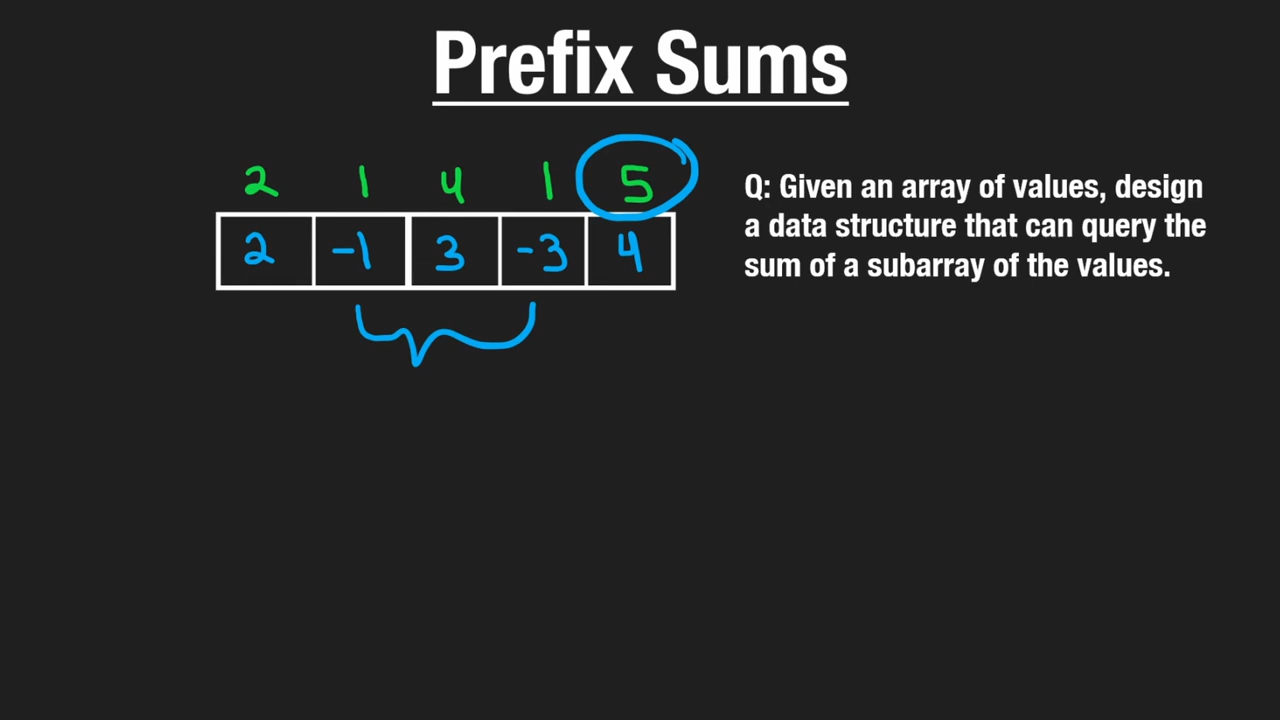 Prefix Sums
2 1 4 1 5
2 -1 3 -3 4
Q: Given an array of values, design
a data structure that can query the
sum of a subarray of the values.